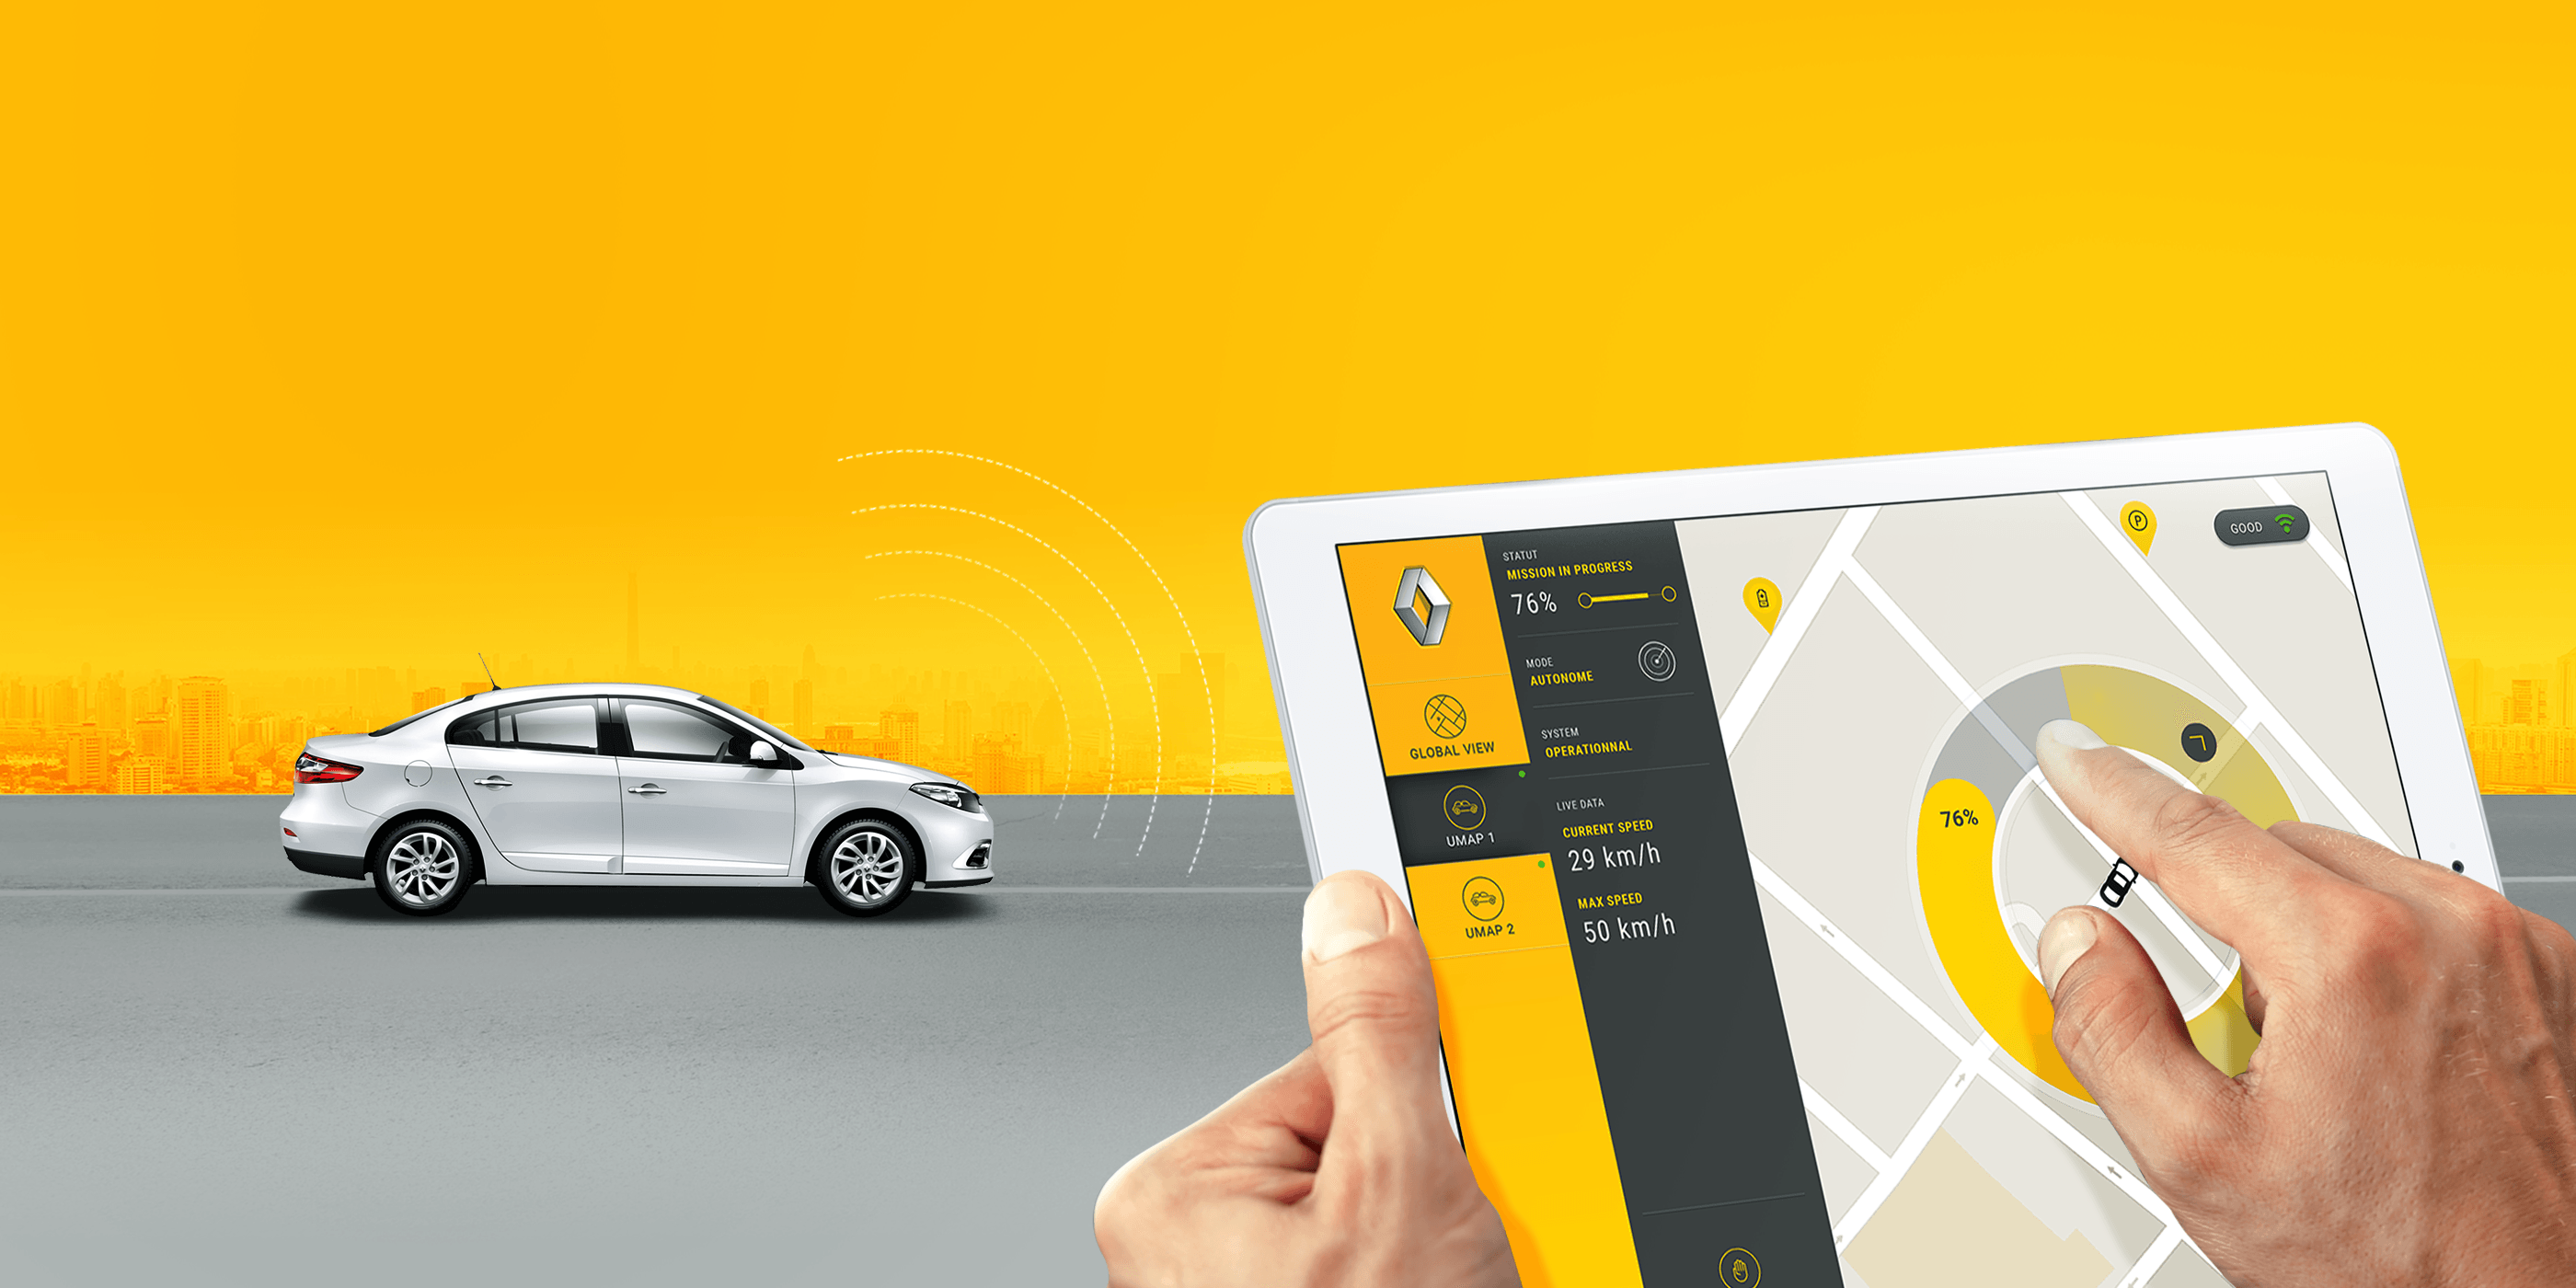 STATUT
MISSION IN PROGRESS
76%
MODE
AUTONOME
SYSTEM
OPERATIONNAL
LIVE DATA
CURRENT SPEED
29 km/h
MAX SPEED
50 km/h
GLOBAL VIEW
UMAP 1
UMAP 2
P
GOOD
76%